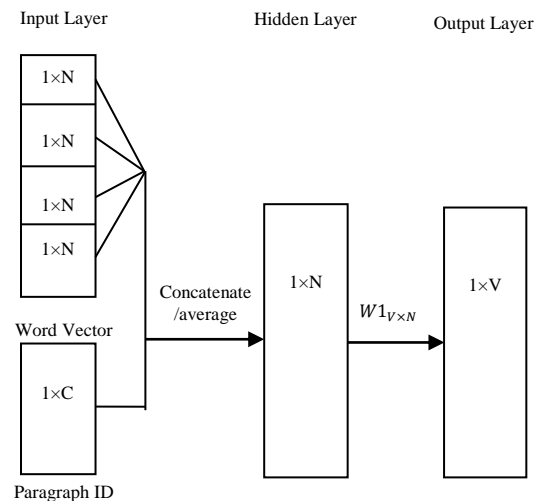 Input Layer
Hidden Layer
Output Layer
1×N
1×N
1×N
1×N
Word Vector
1×C
Paragraph ID
Concatenate
/average
1×N
W1V×N
1×V